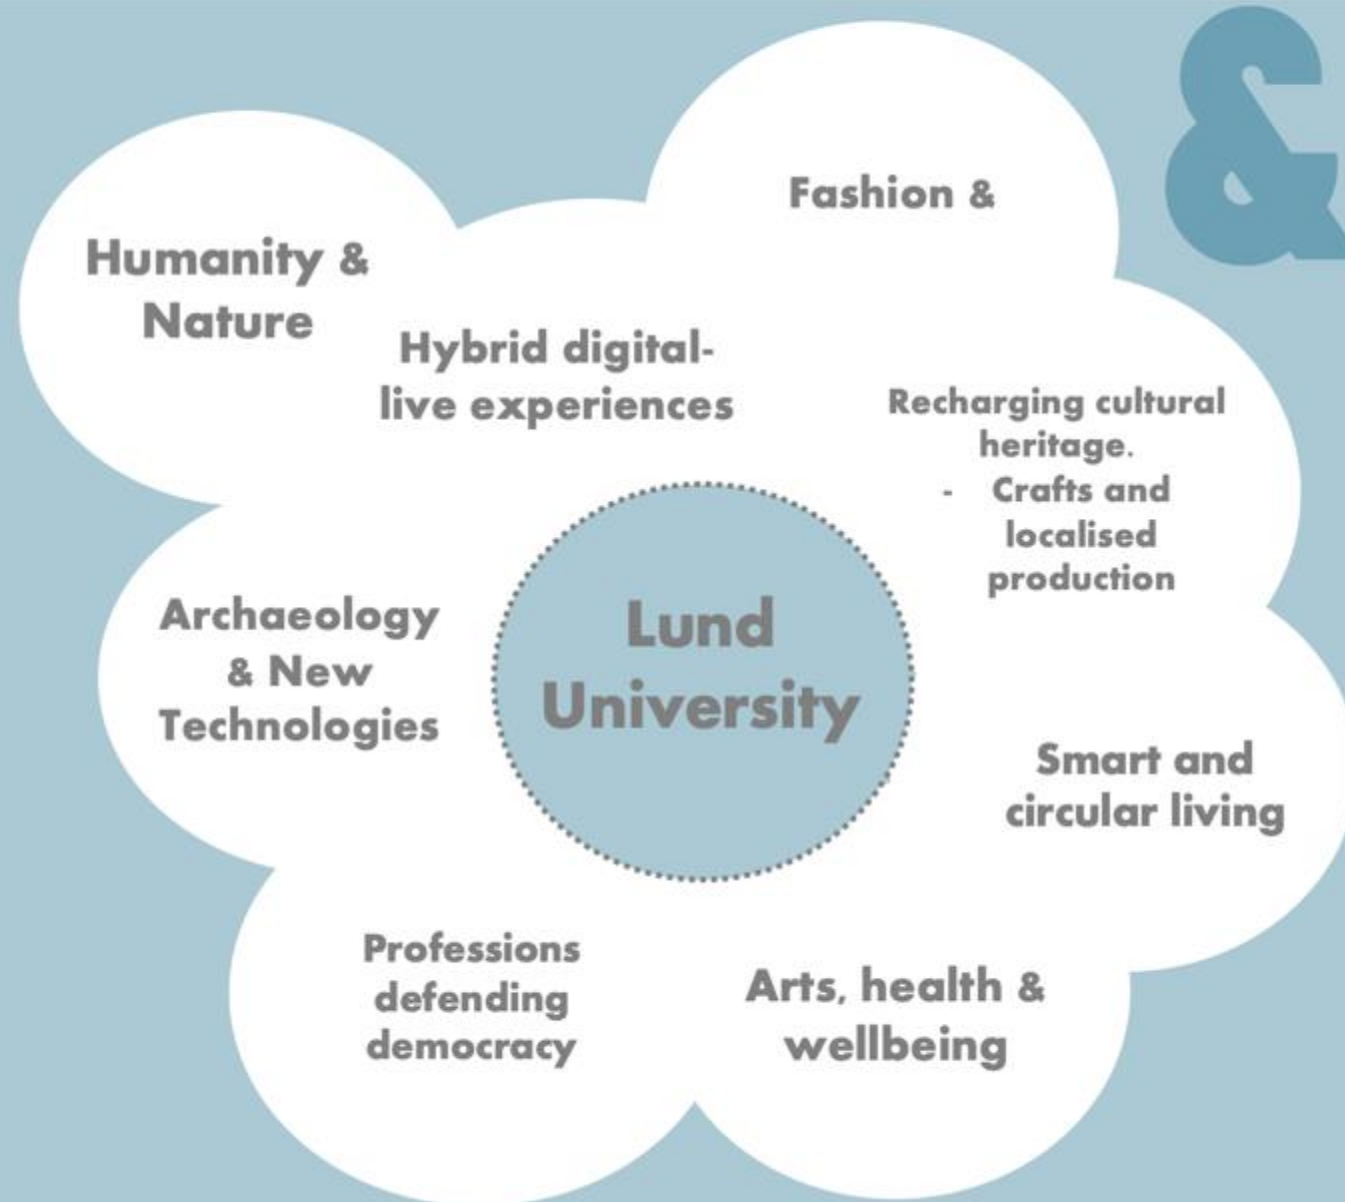 &
Fashion &
Humanity &
Nature
Hybrid digital-
live experiences
Recharging cultural
heritage.
- Crafts and
localised
production
Archaeology
& New
Technologies
Lund
University
Smart and
circular living
Professions
defending
democracy
Arts, health &
wellbeing